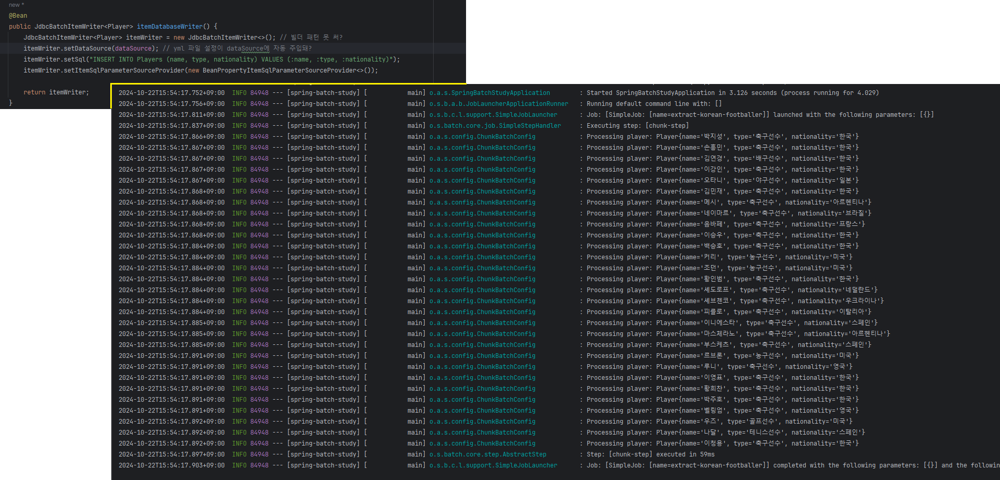 new *
@Bean
public JdbcBatchItemWriter<Player> itemDatabaseWriter() {
JdbcBatchItemWriter<Player> itemWriter = new JdbcBatchItemWriter<>(); // 빌더 패턴 못 써?
itemWriter.setDataSource(dataSource); // yml 파일 설정이 dataSource에 자동 주입돼?
itemWriter.setSql("INSERT INTO Players (name, type, nationality) VALUES (:name, :type, :nationality)");
itemWriter.setItemSqlParameterSourceProvider(new BeanPropertyItemSqlParameterSourceProvider<>());
return itemWriter;
}
2024-10-22T15:54:17.752+09:00 INFO 84948 --- [spring-batch-study] [ main] o.a.s.SpringBatchStudyApplication : Started SpringBatchStudyApplication in 3.126 seconds (process running for 4.029)
2024-10-22T15:54:17.756+09:00 INFO 84948 --- [spring-batch-study] [ main] o.s.b.a.b.JobLauncherApplicationRunner : Running default command line with: []
2024-10-22T15:54:17.811+09:00 INFO 84948 --- [spring-batch-study] [ main] o.s.b.c.l.support.SimpleJobLauncher : Job: [SimpleJob: [name=extract-korean-footballer]] launched with the following parameters: [{}]
2024-10-22T15:54:17.837+09:00 INFO 84948 --- [spring-batch-study] [ main] o.s.batch.core.job.SimpleStepHandler : Executing step: [chunk-step]
2024-10-22T15:54:17.866+09:00 INFO 84948 --- [spring-batch-study] [ main] o.a.s.config.ChunkBatchConfig : Processing player: Player{name='박지성', type='축구선수', nationality='한국'}
2024-10-22T15:54:17.867+09:00 INFO 84948 --- [spring-batch-study] [ main] o.a.s.config.ChunkBatchConfig : Processing player: Player{name='손흥민', type='축구선수', nationality='한국'}
2024-10-22T15:54:17.867+09:00 INFO 84948 --- [spring-batch-study] [ main] o.a.s.config.ChunkBatchConfig : Processing player: Player{name='김연경', type='배구선수', nationality='한국'}
2024-10-22T15:54:17.867+09:00 INFO 84948 --- [spring-batch-study] [ main] o.a.s.config.ChunkBatchConfig : Processing player: Player{name='이강인', type='축구선수', nationality='한국'}
2024-10-22T15:54:17.867+09:00 INFO 84948 --- [spring-batch-study] [ main] o.a.s.config.ChunkBatchConfig : Processing player: Player{name='오타니', type='야구선수', nationality='일본'}
2024-10-22T15:54:17.868+09:00 INFO 84948 --- [spring-batch-study] [ main] o.a.s.config.ChunkBatchConfig : Processing player: Player{name='김민재', type='축구선수', nationality='한국'}
2024-10-22T15:54:17.868+09:00 INFO 84948 --- [spring-batch-study] [ main] o.a.s.config.ChunkBatchConfig : Processing player: Player{name='메시', type='축구선수', nationality='아르헨티나'}
2024-10-22T15:54:17.868+09:00 INFO 84948 --- [spring-batch-study] [ main] o.a.s.config.ChunkBatchConfig : Processing player: Player{name='네이마르', type='축구선수', nationality='브라질'}
2024-10-22T15:54:17.868+09:00 INFO 84948 --- [spring-batch-study] [ main] o.a.s.config.ChunkBatchConfig : Processing player: Player{name='음바페', type='축구선수', nationality='프랑스'}
2024-10-22T15:54:17.868+09:00 INFO 84948 --- [spring-batch-study] [ main] o.a.s.config.ChunkBatchConfig : Processing player: Player{name='이승우', type='축구선수', nationality='한국'}
2024-10-22T15:54:17.884+09:00 INFO 84948 --- [spring-batch-study] [ main] o.a.s.config.ChunkBatchConfig : Processing player: Player{name='백승호', type='축구선수', nationality='한국'}
2024-10-22T15:54:17.884+09:00 INFO 84948 --- [spring-batch-study] [ main] o.a.s.config.ChunkBatchConfig : Processing player: Player{name='커리', type='농구선수', nationality='미국'}
2024-10-22T15:54:17.884+09:00 INFO 84948 --- [spring-batch-study] [ main] o.a.s.config.ChunkBatchConfig : Processing player: Player{name='조던', type='농구선수', nationality='미국'}
2024-10-22T15:54:17.884+09:00 INFO 84948 --- [spring-batch-study] [ main] o.a.s.config.ChunkBatchConfig : Processing player: Player{name='황인범', type='축구선수', nationality='한국'}
2024-10-22T15:54:17.884+09:00 INFO 84948 --- [spring-batch-study] [ main] o.a.s.config.ChunkBatchConfig : Processing player: Player{name='셰도로프', type='축구선수', nationality='네덜란드'}
2024-10-22T15:54:17.884+09:00 INFO 84948 --- [spring-batch-study] [ main] o.a.s.config.ChunkBatchConfig : Processing player: Player{name='셰브첸코', type='축구선수', nationality='우크라이나'}
2024-10-22T15:54:17.884+09:00 INFO 84948 --- [spring-batch-study] [ main] o.a.s.config.ChunkBatchConfig : Processing player: Player{name='피를로', type='축구선수', nationality='이탈리아'}
2024-10-22T15:54:17.885+09:00 INFO 84948 --- [spring-batch-study] [ main] o.a.s.config.ChunkBatchConfig : Processing player: Player{name='이니에스타', type='축구선수', nationality='스페인'}
2024-10-22T15:54:17.885+09:00 INFO 84948 --- [spring-batch-study] [ main] o.a.s.config.ChunkBatchConfig : Processing player: Player{name='마스체라노', type='축구선수', nationality='아르헨티나'}
2024-10-22T15:54:17.885+09:00 INFO 84948 --- [spring-batch-study] [ main] o.a.s.config.ChunkBatchConfig : Processing player: Player{name='부스케츠', type='축구선수', nationality='스페인'}
2024-10-22T15:54:17.891+09:00 INFO 84948 --- [spring-batch-study] [ main] o.a.s.config.ChunkBatchConfig : Processing player: Player{name='르브론', type='농구선수', nationality='미국'}
2024-10-22T15:54:17.891+09:00 INFO 84948 --- [spring-batch-study] [ main] o.a.s.config.ChunkBatchConfig : Processing player: Player{name='루니', type='축구선수', nationality='영국'}
2024-10-22T15:54:17.891+09:00 INFO 84948 --- [spring-batch-study] [ main] o.a.s.config.ChunkBatchConfig : Processing player: Player{name='이영표', type='축구선수', nationality='한국'}
2024-10-22T15:54:17.891+09:00 INFO 84948 --- [spring-batch-study] [ main] o.a.s.config.ChunkBatchConfig : Processing player: Player{name='황희찬', type='축구선수', nationality='한국'}
2024-10-22T15:54:17.891+09:00 INFO 84948 --- [spring-batch-study] [ main] o.a.s.config.ChunkBatchConfig : Processing player: Player{name='박주호', type='축구선수', nationality='한국'}
2024-10-22T15:54:17.891+09:00 INFO 84948 --- [spring-batch-study] [ main] o.a.s.config.ChunkBatchConfig : Processing player: Player{name='벨링엄', type='축구선수', nationality='영국'}
2024-10-22T15:54:17.892+09:00 INFO 84948 --- [spring-batch-study] [ main] o.a.s.config.ChunkBatchConfig : Processing player: Player{name='우즈', type='골프선수', nationality='미국'}
2024-10-22T15:54:17.892+09:00 INFO 84948 --- [spring-batch-study] [ main] o.a.s.config.ChunkBatchConfig : Processing player: Player{name='나달', type='테니스선수', nationality='스페인'}
2024-10-22T15:54:17.892+09:00 INFO 84948 --- [spring-batch-study] [ main] o.a.s.config.ChunkBatchConfig : Processing player: Player{name='이청용', type='축구선수', nationality='한국'}
2024-10-22T15:54:17.897+09:00 INFO 84948 --- [spring-batch-study] [ main] o.s.batch.core.step.AbstractStep : Step: [chunk-step] executed in 59ms
2024-10-22T15:54:17.903+09:00 INFO 84948 --- [spring-batch-study] [ main] o.s.b.c.l.support.SimpleJobLauncher : Job: [SimpleJob: [name=extract-korean-footballer]] completed with the following parameters: [{}] and the followin